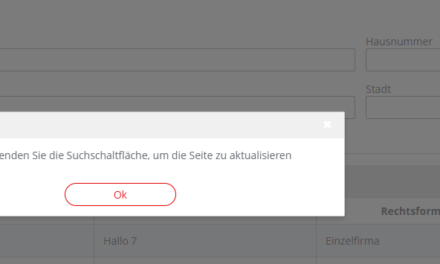 Hausnummer
Stadt
enden Sie die Suchschaltfläche, um die Seite zu aktualisieren
Ok
Rechtsform
Hallo 7
Einzelfirma